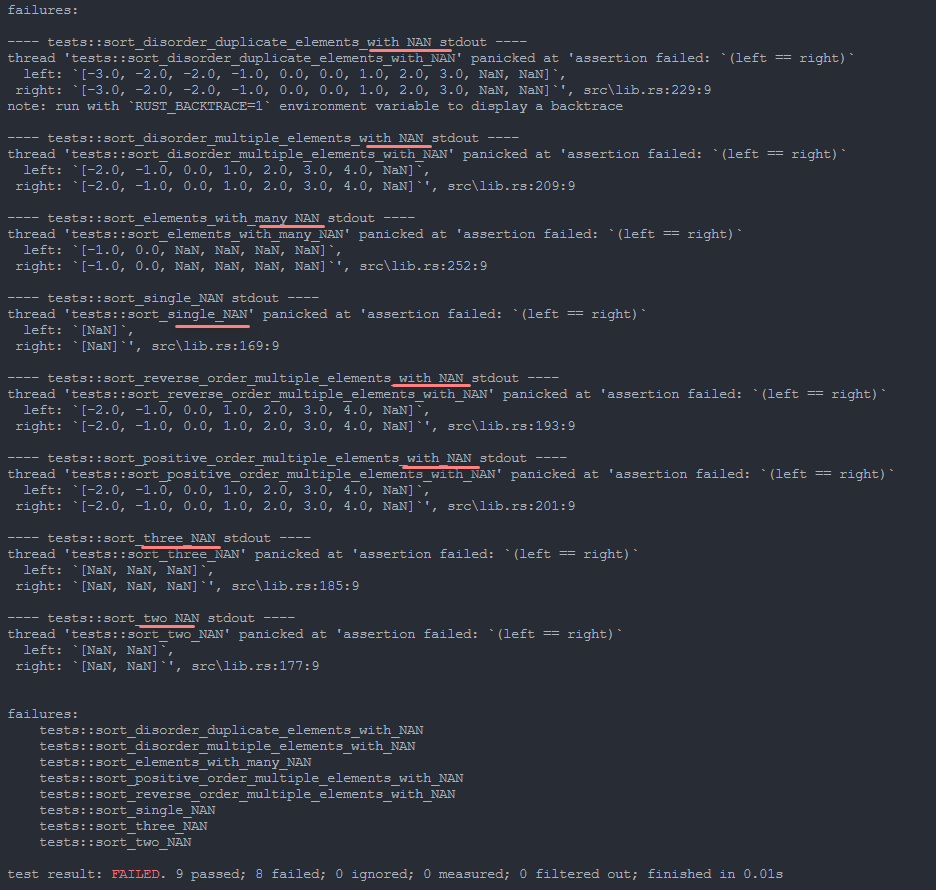 failures:
---- tests::sort_disorder_duplicate_elements_with_NAN stdout ----
thread 'tests::sort_disorder_duplicate_elements_with_NAN' panicked at 'assertion failed: `(left == right)`
  left: `[-3.0, -2.0, -2.0, -1.0, 0.0, 0.0, 1.0, 2.0, 3.0, NaN, NaN]`,
 right: `[-3.0, -2.0, -2.0, -1.0, 0.0, 0.0, 1.0, 2.0, 3.0, NaN, NaN]`', src\lib.rs:229:9
note: run with `RUST_BACKTRACE=1` environment variable to display a backtrace
---- tests::sort_disorder_multiple_elements_with_NAN stdout ----
thread 'tests::sort_disorder_multiple_elements_with_NAN' panicked at 'assertion failed: `(left == right)`
  left: `[-2.0, -1.0, 0.0, 1.0, 2.0, 3.0, 4.0, NaN]`,
 right: `[-2.0, -1.0, 0.0, 1.0, 2.0, 3.0, 4.0, NaN]`', src\lib.rs:209:9
---- tests::sort_elements_with_many_NAN stdout ----
thread 'tests::sort_elements_with_many_NAN' panicked at 'assertion failed: `(left == right)`
  left: `[-1.0, 0.0, NaN, NaN, NaN, NaN]`,
 right: `[-1.0, 0.0, NaN, NaN, NaN, NaN]`', src\lib.rs:252:9
---- tests::sort_single_NAN stdout ----
thread 'tests::sort_single_NAN' panicked at 'assertion failed: `(left == right)`
  left: `[NaN]`,
 right: `[NaN]`', src\lib.rs:169:9
---- tests::sort_reverse_order_multiple_elements_with_NAN stdout ----
thread 'tests::sort_reverse_order_multiple_elements_with_NAN' panicked at 'assertion failed: `(left == right)`
  left: `[-2.0, -1.0, 0.0, 1.0, 2.0, 3.0, 4.0, NaN]`,
 right: `[-2.0, -1.0, 0.0, 1.0, 2.0, 3.0, 4.0, NaN]`', src\lib.rs:193:9
---- tests::sort_positive_order_multiple_elements_with_NAN stdout ----
thread 'tests::sort_positive_order_multiple_elements_with_NAN' panicked at 'assertion failed: `(left == right)`
  left: `[-2.0, -1.0, 0.0, 1.0, 2.0, 3.0, 4.0, NaN]`,
 right: `[-2.0, -1.0, 0.0, 1.0, 2.0, 3.0, 4.0, NaN]`', src\lib.rs:201:9
---- tests::sort_three_NAN stdout ----
thread 'tests::sort_three_NAN' panicked at 'assertion failed: `(left == right)`
  left: `[NaN, NaN, NaN]`,
 right: `[NaN, NaN, NaN]`', src\lib.rs:185:9
---- tests::sort_two_NAN stdout ----
thread 'tests::sort_two_NAN' panicked at 'assertion failed: `(left == right)`
  left: `[NaN, NaN]`,
 right: `[NaN, NaN]`', src\lib.rs:177:9
failures:
    tests::sort_disorder_duplicate_elements_with_NAN
    tests::sort_disorder_multiple_elements_with_NAN
    tests::sort_elements_with_many_NAN
    tests::sort_positive_order_multiple_elements_with_NAN
    tests::sort_reverse_order_multiple_elements_with_NAN
    tests::sort_single_NAN
    tests::sort_three_NAN
    tests::sort_two_NAN
test result: FAILED. 9 passed; 8 failed; 0 ignored; 0 measured; 0 filtered out; finished in 0.01s